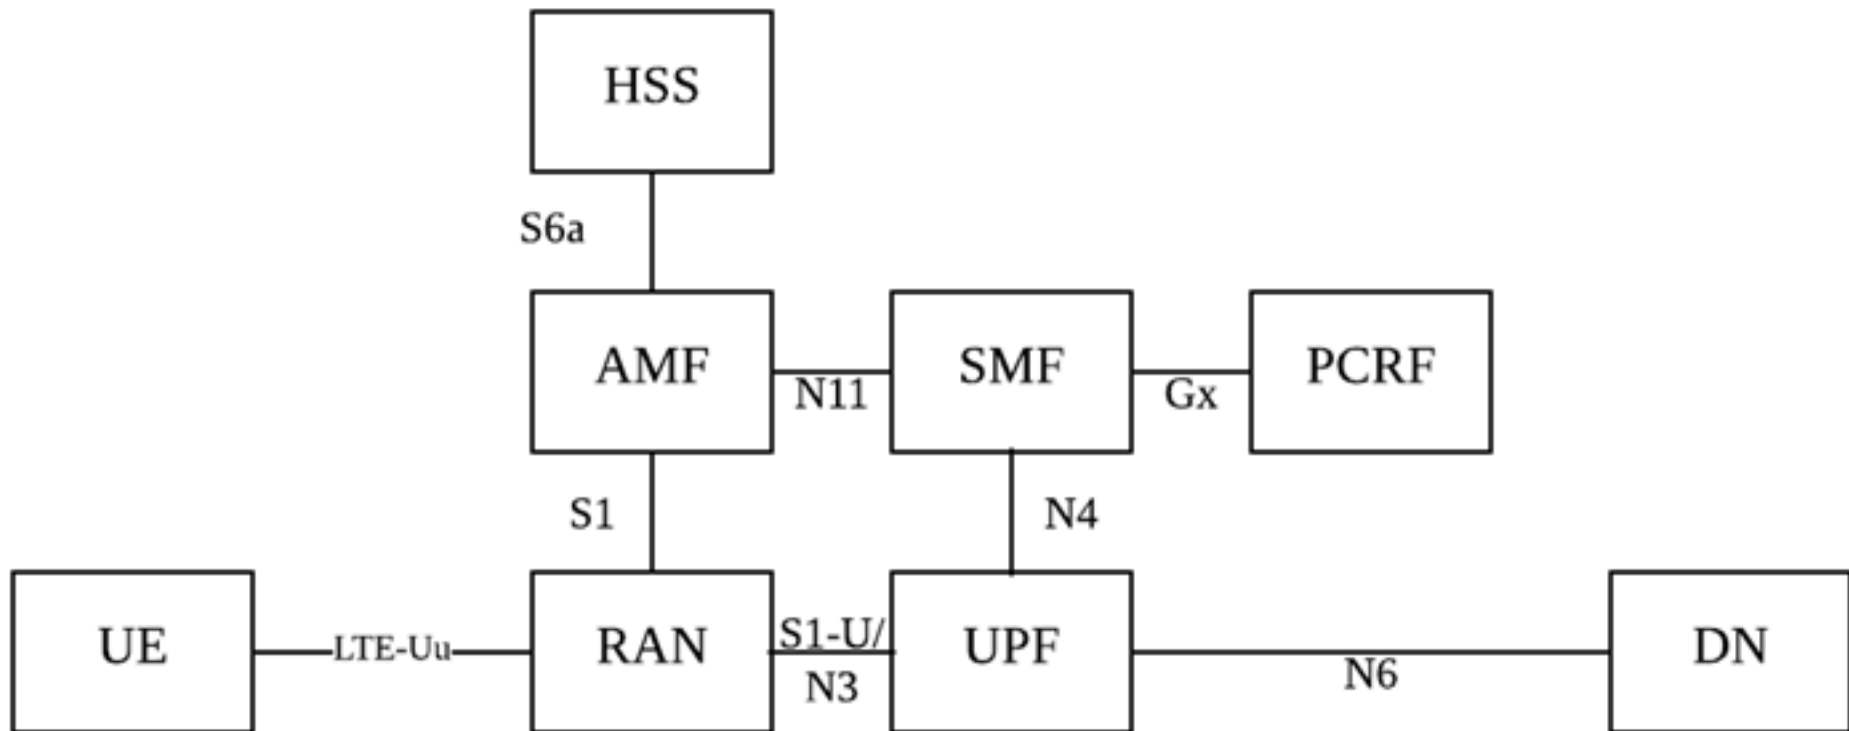 HSS
S6a
AMF
N11
SMF
Gx
PCRF
S1
N4
UE
LTE-Uu
RAN
S1-U/
N3
UPF
N6
DN